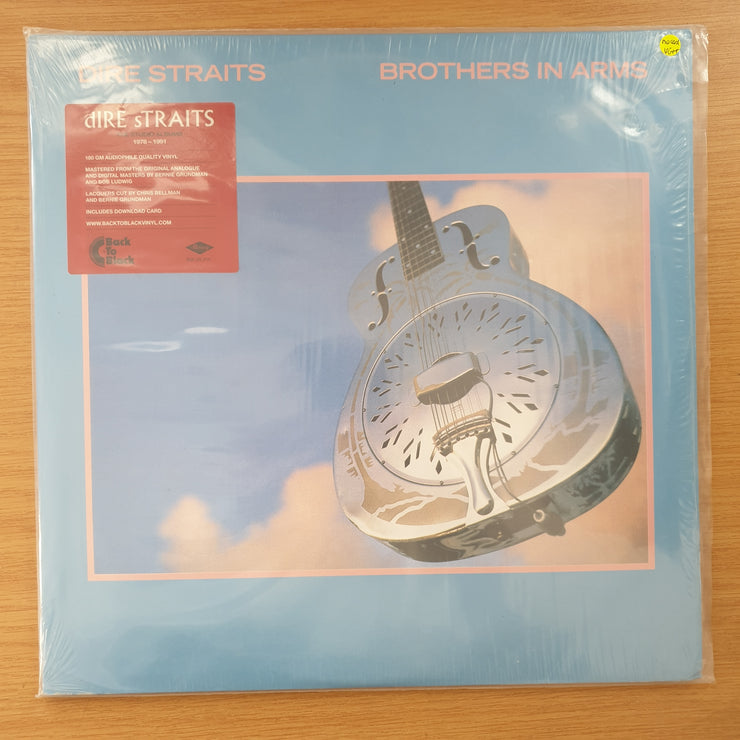 DIRE STRAITS BROTHERS IN ARMS
dIRE sTRAITS
1978 – 1991
180 GM AUDIOPHILE QUALITY VINYL
MASTERED FROM THE ORIGINAL ANALOGUE
AND DIGITAL MASTERS BY BERNIE GRUNDMAN
AND BOB LUDWIG
LACQUERS CUT BY CHRIS BELLMAN
AND BERNIE GRUNDMAN
INCLUDES DOWNLOAD CARD
WWW.BACKTOBLACKVINYL.COM
Back
To
Black